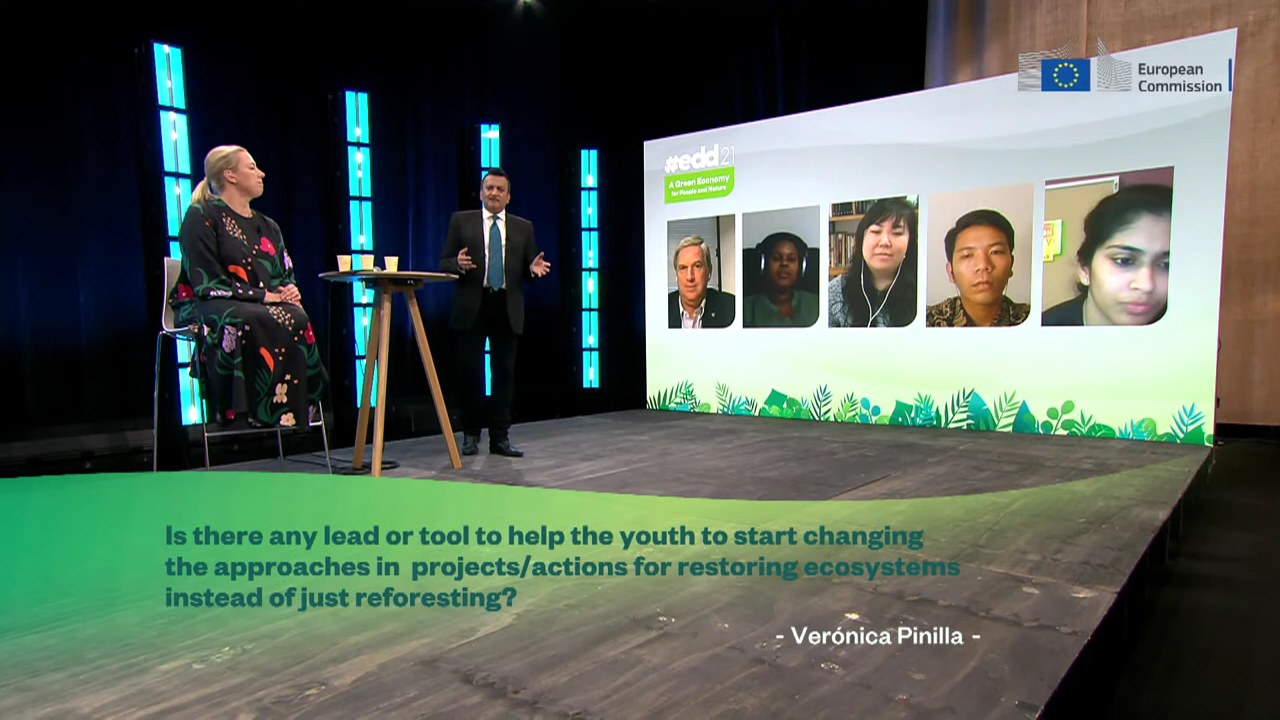 European
Commission
#edd21
A Green Economy
for People and Nature
Is there any lead or tool to help the youth to start changing
the approaches in projects/actions for restoring ecosystems
instead of just reforesting?
- Verónica Pinilla -